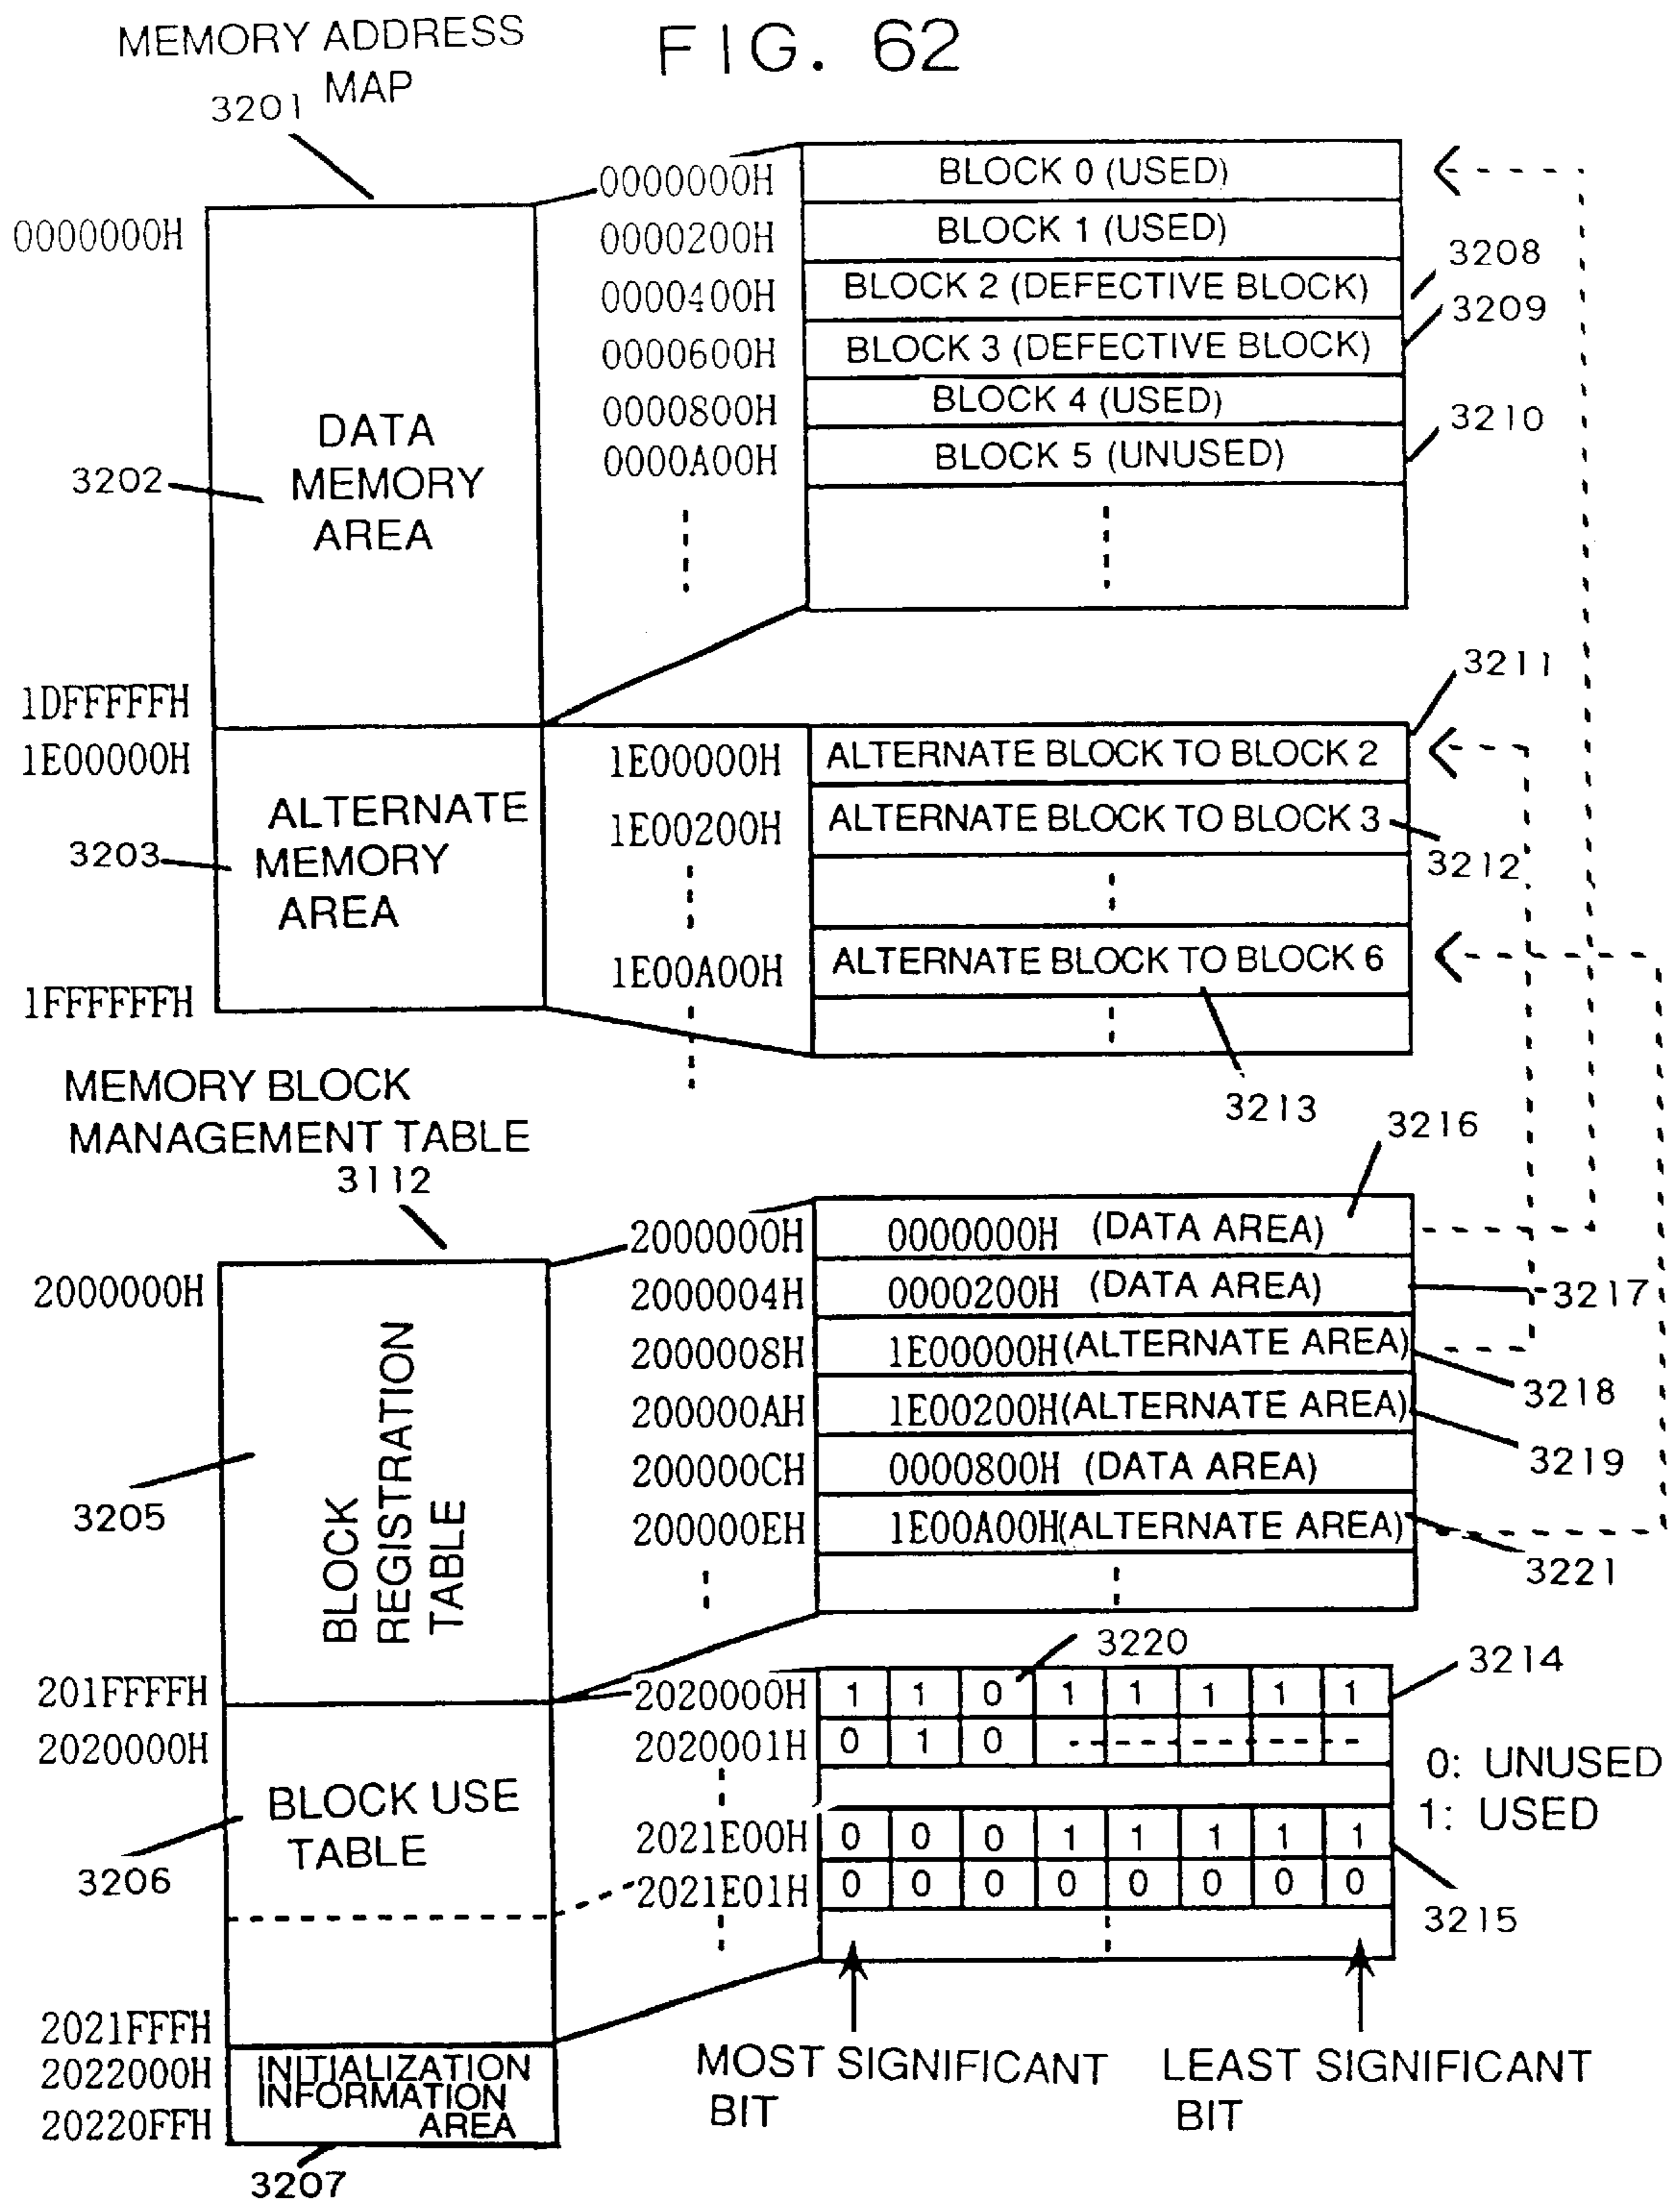 FIG. 62
MEMORY ADDRESS
MAP
3201
0000000H
DATA
MEMORY
AREA
3202
1DFFFFFH
1E00000H
ALTERNATE
MEMORY
AREA
3203
1FFFFFFH
0000000H BLOCK 0 (USED)
0000200H BLOCK 1 (USED)
0000400H BLOCK 2 (DEFECTIVE BLOCK) 3208
0000600H BLOCK 3 (DEFECTIVE BLOCK) 3209
0000800H BLOCK 4 (USED)
0000A00H BLOCK 5 (UNUSED) 3210
3211
1E00000H ALTERNATE BLOCK TO BLOCK 2
1E00200H ALTERNATE BLOCK TO BLOCK 3
3212
1E00A00H ALTERNATE BLOCK TO BLOCK 6
3213
MEMORY BLOCK
MANAGEMENT TABLE
3112
2000000H
BLOCK
REGISTRATION
TABLE
3205
201FFFFH
2020000H
BLOCK USE
TABLE
3206
2021FFFH
2022000H
INITIALIZATION
INFORMATION
AREA
20220FFH
3207
3216
2000000H 0000000H (DATA AREA)
2000004H 0000200H (DATA AREA) 3217
2000008H 1E00000H(ALTERNATE AREA)
3218
200000AH 1E00200H(ALTERNATE AREA)
3219
200000CH 0000800H (DATA AREA)
200000EH 1E00A00H(ALTERNATE AREA)
3221
3220
3214
2020000H 1 1 0 1 1 1 1 1
2020001H 0 1 0
0: UNUSED
1: USED
2021E00H 0 0 0 1 1 1 1 1
2021E01H 0 0 0 0 0 0 0 0
3215
MOST SIGNIFICANT
BIT
LEAST SIGNIFICANT
BIT